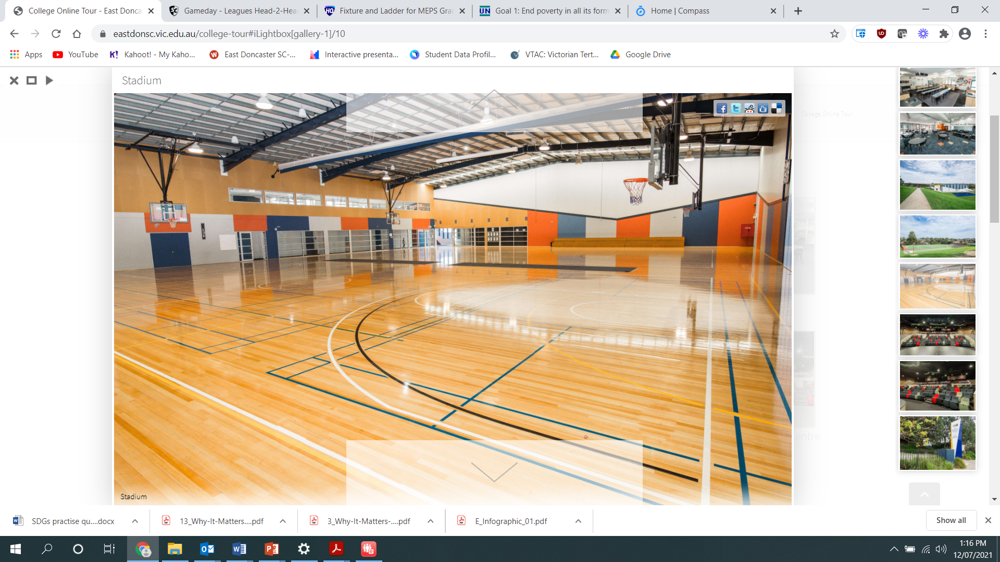 College Online Tour - East Donca
Gameday - Leagues Head-2-Hea
Fixture and Ladder for MEPS Gra
Goal 1: End poverty in all its form
Home | Compass
eastdonsc.vic.edu.au/college-tour#iLightbox[gallery-1]/10
Apps
YouTube
Kahoot! - My Kaho...
East Doncaster SC-...
Interactive presenta...
Student Data Profil...
VTAC: Victorian Tert...
Google Drive
Stadium
College Online Tour
entre
Stadium
SDGs practise qu....docx
13_Why-It-Matters....pdf
3_Why-It-Matters-....pdf
E_Infographic_01.pdf
Show all
1:16 PM
12/07/2021